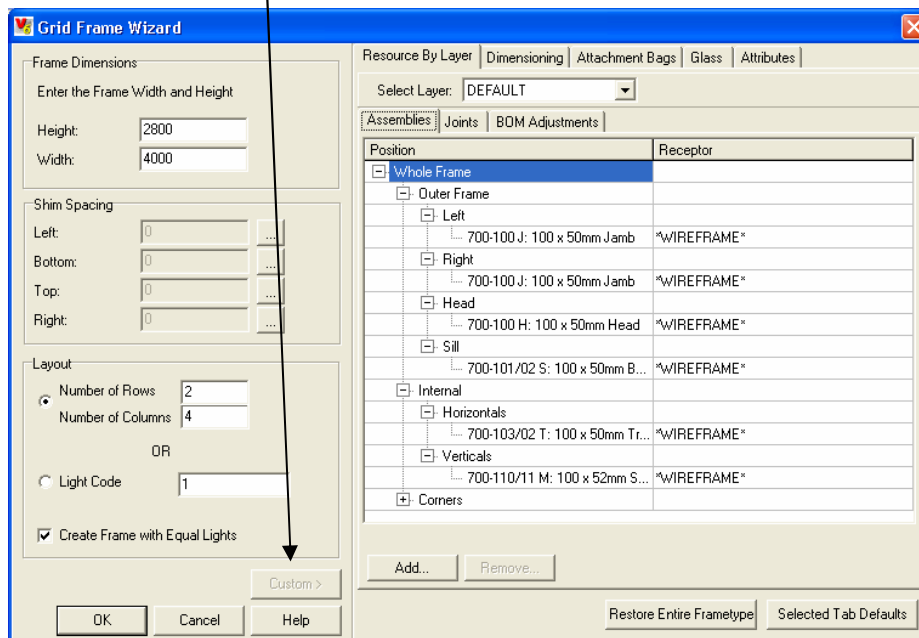 Grid Frame Wizard
Frame Dimensions
Enter the Frame Width and Height
Height: 2800
Width: 4000
Shim Spacing
Left: 0 ...
Bottom: 0 ...
Top: 0 ...
Right: 0 ...
Layout
Number of Rows 2
Number of Columns 4
OR
Light Code 1
Create Frame with Equal Lights
Custom >
OK Cancel Help
Resource By Layer Dimensioning Attachment Bags Glass Attributes
Select Layer: DEFAULT
Assemblies Joints BOM Adjustments
Position Receptor
Whole Frame
Outer Frame
Left
700-100 J: 100 x 50mm Jamb *WIREFRAME*
Right
700-100 J: 100 x 50mm Jamb *WIREFRAME*
Head
700-100 H: 100 x 50mm Head *WIREFRAME*
Sill
700-101/02 S: 100 x 50mm B... *WIREFRAME*
Internal
Horizontals
700-103/02 T: 100 x 50mm Tr... *WIREFRAME*
Verticals
700-110/11 M: 100 x 52mm S... *WIREFRAME*
Corners
Add... Remove...
Restore Entire Frametype Selected Tab Defaults